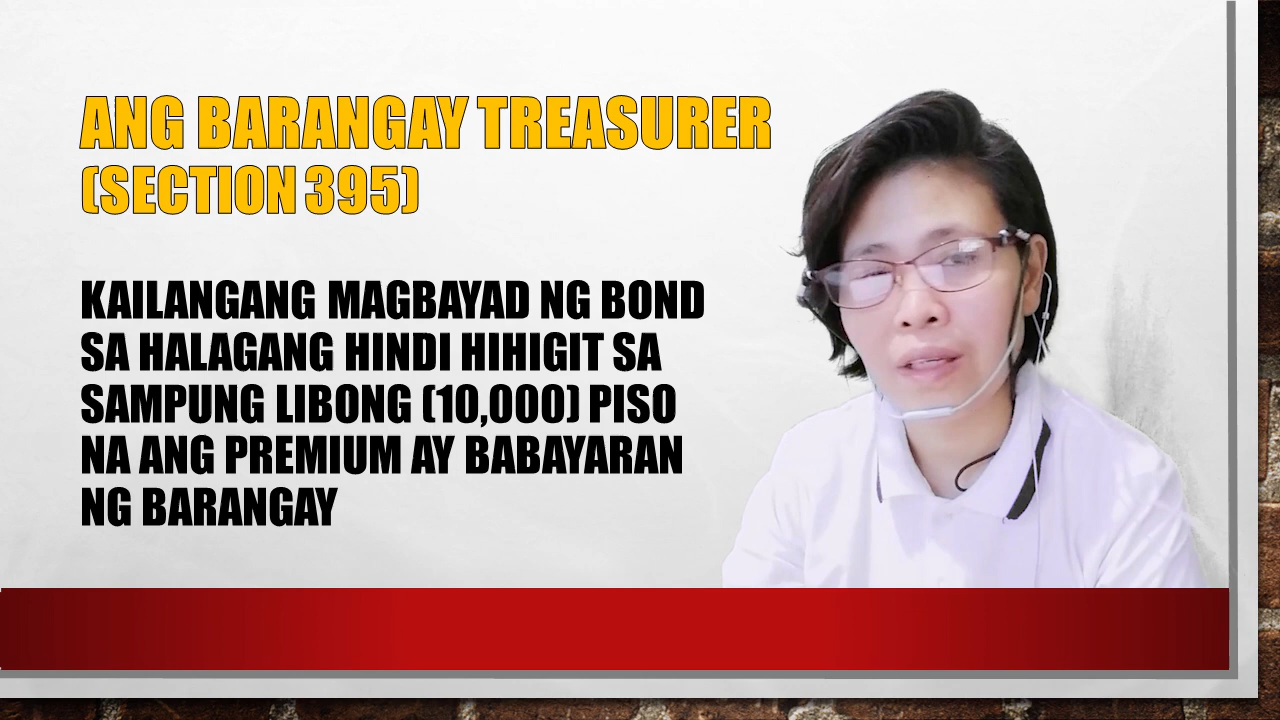 ANG BARANGAY TREASURER
(SECTION 395)
KAILANGANG MAGBAYAD NG BOND
SA HALAGANG HINDI HIHIGIT SA
SAMPUNG LIBONG (10,000) PISO
NA ANG PREMIUM AY BABAYARAN
NG BARANGAY